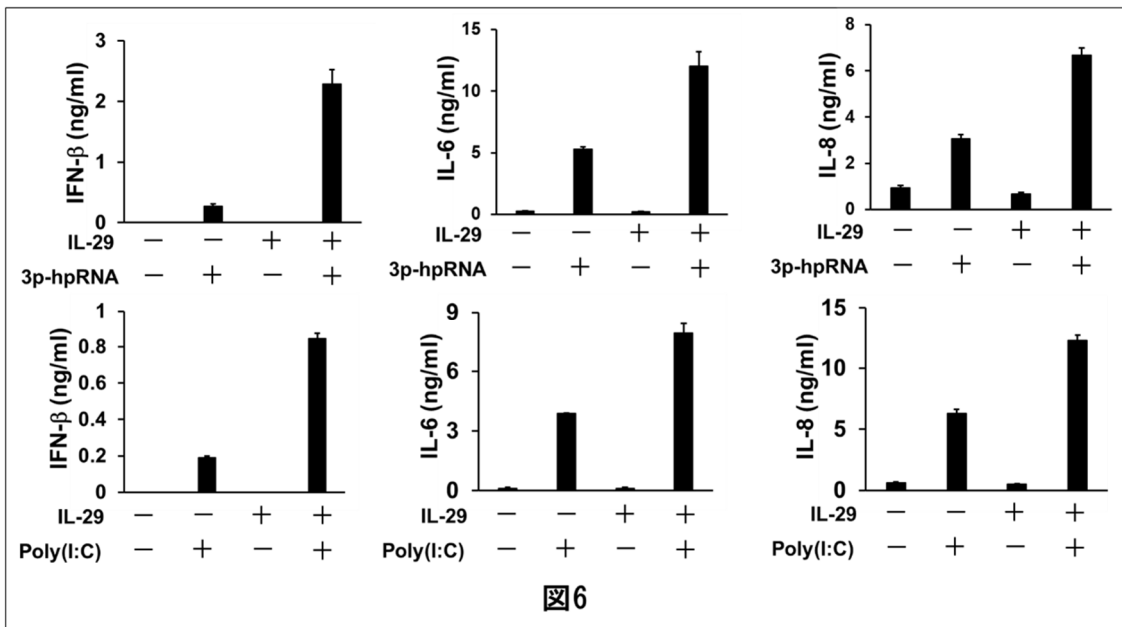 IFN-β (ng/ml)
3
2
1
0
IL-29 — — + +
3p-hpRNA — + — +
IL-6 (ng/ml)
15
10
5
0
IL-29 — — + +
3p-hpRNA — + — +
IL-8 (ng/ml)
8
6
4
2
0
IL-29 — — + +
3p-hpRNA — + — +
IFN-β (ng/ml)
1
0.8
0.6
0.4
0.2
0
IL-29 — — + +
Poly(I:C) — + — +
IL-6 (ng/ml)
9
6
3
0
IL-29 — — + +
Poly(I:C) — + — +
IL-8 (ng/ml)
15
10
5
0
IL-29 — — + +
Poly(I:C) — + — +
図6